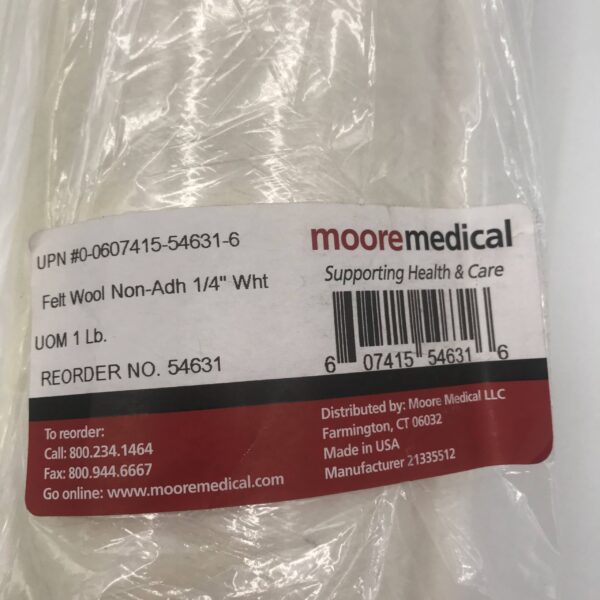 UPN #0-0607415-54631-6
Felt Wool Non-Adh 1/4" Wht
UOM 1 Lb.
REORDER NO. 54631
mooremedical
Supporting Health & Care
6 07415 54631 6
To reorder:
Call: 800.234.1464
Fax: 800.944.6667
Go online: www.mooremedical.com
Distributed by: Moore Medical LLC
Farmington, CT 06032
Made in USA
Manufacturer 21335512